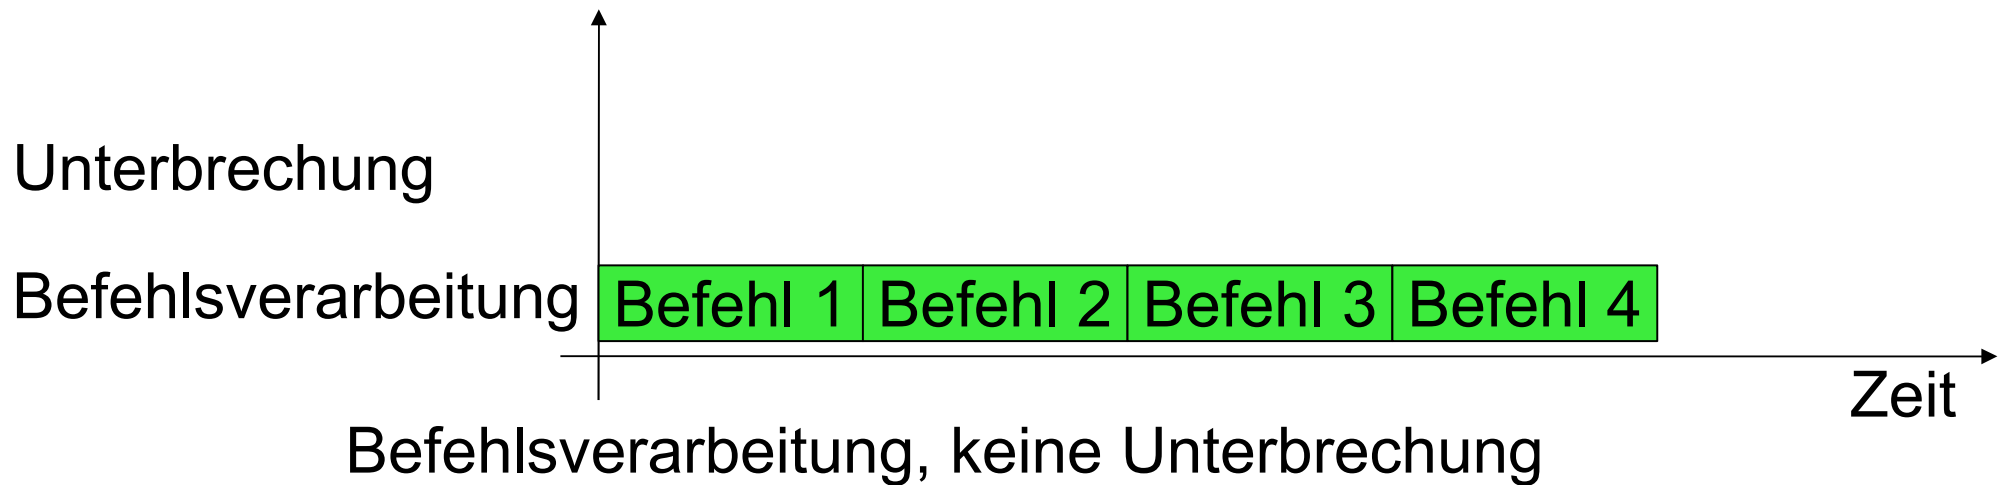 Unterbrechung
Befehlsverarbeitung
Befehl 1 Befehl 2 Befehl 3 Befehl 4
Zeit
Befehlsverarbeitung, keine Unterbrechung